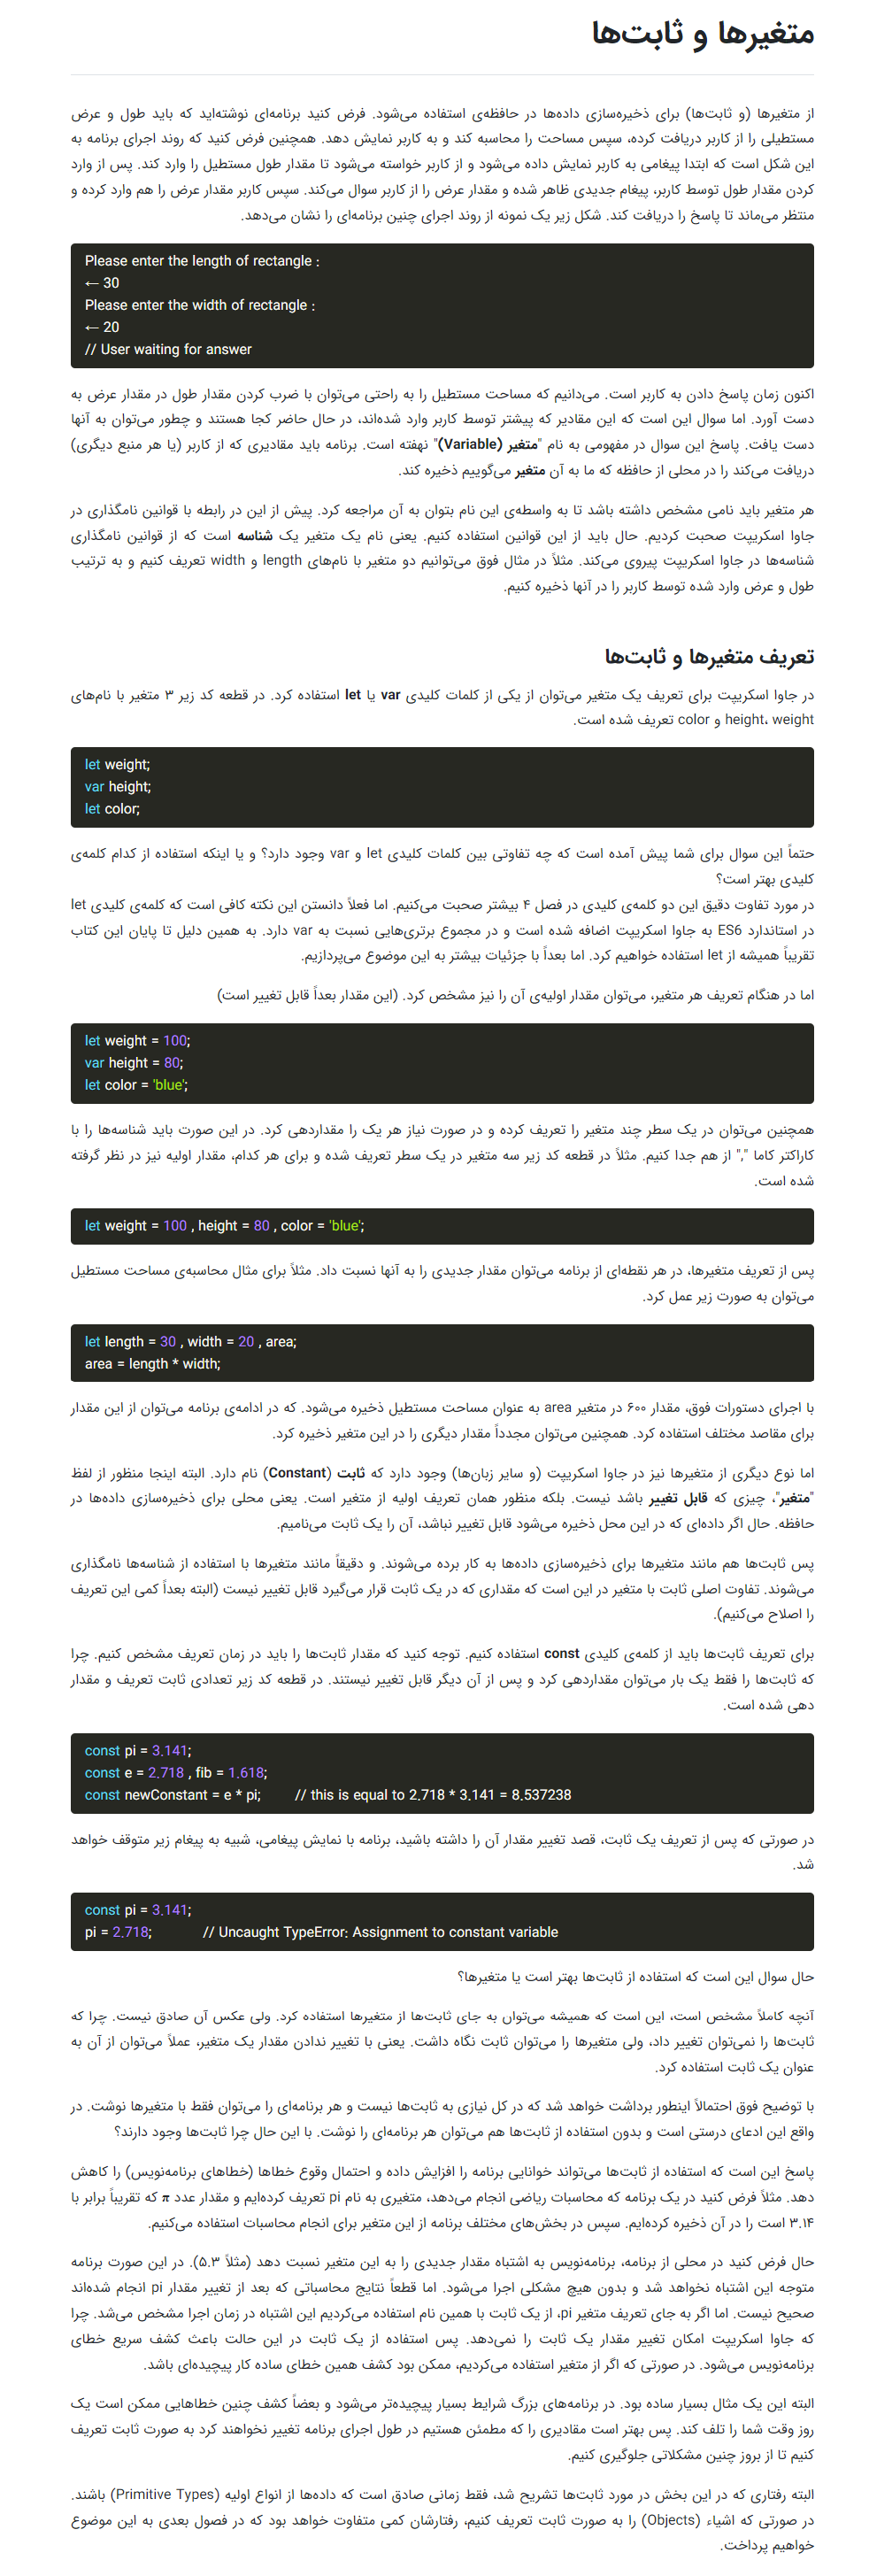 متغیرها و ثابت‌ها
از متغیرها (و ثابت‌ها) برای ذخیره‌سازی داده‌ها در حافظه‌ی استفاده می‌شود. فرض کنید برنامه‌ای نوشته‌اید که باید طول و عرض
مستطیلی را از کاربر دریافت کرده، سپس مساحت را محاسبه کند و به کاربر نمایش دهد. همچنین فرض کنید که روند اجرای برنامه به
این شکل است که ابتدا پیغامی به کاربر نمایش داده می‌شود و از کاربر خواسته می‌شود تا مقدار طول مستطیل را وارد کند. پس از وارد
کردن مقدار طول توسط کاربر، پیغام جدیدی ظاهر شده و مقدار عرض را از کاربر سوال می‌کند. سپس کاربر مقدار عرض را هم وارد کرده و
منتظر می‌ماند تا پاسخ را دریافت کند. شکل زیر یک نمونه از روند اجرای چنین برنامه‌ای را نشان می‌دهد.
Please enter the length of rectangle :
← 30
Please enter the width of rectangle :
← 20
// User waiting for answer
اکنون زمان پاسخ دادن به کاربر است. می‌دانیم که مساحت مستطیل را به راحتی می‌توان با ضرب کردن مقدار طول در مقدار عرض به
دست آورد. اما سوال این است که این مقادیر که پیشتر توسط کاربر وارد شده‌اند، در حال حاضر کجا هستند و چطور می‌توان به آنها
دست یافت. پاسخ این سوال در مفهومی به نام "متغیر (Variable)" نهفته است. برنامه باید مقادیری که از کاربر (یا هر منبع دیگری)
دریافت می‌کند را در محلی از حافظه که ما به آن متغیر می‌گوییم ذخیره کند.
هر متغیر باید نامی مشخص داشته باشد تا به واسطه‌ی این نام بتوان به آن مراجعه کرد. پیش از این در رابطه با قوانین نامگذاری در
جاوا اسکریپت صحبت کردیم. حال باید از این قوانین استفاده کنیم. یعنی نام یک متغیر یک شناسه است که از قوانین نامگذاری
شناسه‌ها در جاوا اسکریپت پیروی می‌کند. مثلاً در مثال فوق می‌توانیم دو متغیر با نام‌های length و width تعریف کنیم و به ترتیب
طول و عرض وارد شده توسط کاربر را در آنها ذخیره کنیم.
تعریف متغیرها و ثابت‌ها
در جاوا اسکریپت برای تعریف یک متغیر می‌توان از یکی از کلمات کلیدی var یا let استفاده کرد. در قطعه کد زیر ۳ متغیر با نام‌های
height، weight و color تعریف شده است.
let weight;
var height;
let color;
حتماً این سوال برای شما پیش آمده است که چه تفاوتی بین کلمات کلیدی let و var وجود دارد؟ و یا اینکه استفاده از کدام کلمه‌ی
کلیدی بهتر است؟
در مورد تفاوت دقیق این دو کلمه‌ی کلیدی در فصل ۴ بیشتر صحبت می‌کنیم. اما فعلاً دانستن این نکته کافی است که کلمه‌ی کلیدی let
در استاندارد ES6 به جاوا اسکریپت اضافه شده است و در مجموع برتری‌هایی نسبت به var دارد. به همین دلیل تا پایان این کتاب
تقریباً همیشه از let استفاده خواهیم کرد. اما بعداً با جزئیات بیشتر به این موضوع می‌پردازیم.
اما در هنگام تعریف هر متغیر، می‌توان مقدار اولیه‌ی آن را نیز مشخص کرد. (این مقدار بعداً قابل تغییر است)
let weight = 100;
var height = 80;
let color = 'blue';
همچنین می‌توان در یک سطر چند متغیر را تعریف کرده و در صورت نیاز هر یک را مقداردهی کرد. در این صورت باید شناسه‌ها را با
کاراکتر کاما "," از هم جدا کنیم. مثلاً در قطعه کد زیر سه متغیر در یک سطر تعریف شده و برای هر کدام، مقدار اولیه نیز در نظر گرفته
شده است.
let weight = 100 , height = 80 , color = 'blue';
پس از تعریف متغیرها، در هر نقطه‌ای از برنامه می‌توان مقدار جدیدی را به آنها نسبت داد. مثلاً برای مثال محاسبه‌ی مساحت مستطیل
می‌توان به صورت زیر عمل کرد.
let length = 30 , width = 20 , area;
area = length * width;
با اجرای دستورات فوق، مقدار ۶۰۰ در متغیر area به عنوان مساحت مستطیل ذخیره می‌شود. که در ادامه‌ی برنامه می‌توان از این مقدار
برای مقاصد مختلف استفاده کرد. همچنین می‌توان مجدداً مقدار دیگری را در این متغیر ذخیره کرد.
اما نوع دیگری از متغیرها نیز در جاوا اسکریپت (و سایر زبان‌ها) وجود دارد که ثابت (Constant) نام دارد. البته اینجا منظور از لفظ
"متغیر"، چیزی که قابل تغییر باشد نیست. بلکه منظور همان تعریف اولیه از متغیر است. یعنی محلی برای ذخیره‌سازی داده‌ها در
حافظه. حال اگر داده‌ای که در این محل ذخیره می‌شود قابل تغییر نباشد، آن را یک ثابت می‌نامیم.
پس ثابت‌ها هم مانند متغیرها برای ذخیره‌سازی داده‌ها به کار برده می‌شوند. و دقیقاً مانند متغیرها با استفاده از شناسه‌ها نامگذاری
می‌شوند. تفاوت اصلی ثابت با متغیر در این است که مقداری که در یک ثابت قرار می‌گیرد قابل تغییر نیست (البته بعداً کمی این تعریف
را اصلاح می‌کنیم).
برای تعریف ثابت‌ها باید از کلمه‌ی کلیدی const استفاده کنیم. توجه کنید که مقدار ثابت‌ها را باید در زمان تعریف مشخص کنیم. چرا
که ثابت‌ها را فقط یک بار می‌توان مقداردهی کرد و پس از آن دیگر قابل تغییر نیستند. در قطعه کد زیر تعدادی ثابت تعریف و مقدار
دهی شده است.
const pi = 3.141;
const e = 2.718 , fib = 1.618;
const newConstant = e * pi; // this is equal to 2.718 * 3.141 = 8.537238
در صورتی که پس از تعریف یک ثابت، قصد تغییر مقدار آن را داشته باشید، برنامه با نمایش پیغامی، شبیه به پیغام زیر متوقف خواهد
شد.
const pi = 3.141;
pi = 2.718; // Uncaught TypeError: Assignment to constant variable
حال سوال این است که استفاده از ثابت‌ها بهتر است یا متغیرها؟
آنچه کاملاً مشخص است، این است که همیشه می‌توان به جای ثابت‌ها از متغیرها استفاده کرد. ولی عکس آن صادق نیست. چرا که
ثابت‌ها را نمی‌توان تغییر داد، ولی متغیرها را می‌توان ثابت نگاه داشت. یعنی با تغییر ندادن مقدار یک متغیر، عملاً می‌توان از آن به
عنوان یک ثابت استفاده کرد.
با توضیح فوق احتمالاً اینطور برداشت خواهد شد که در کل نیازی به ثابت‌ها نیست و هر برنامه‌ای را می‌توان فقط با متغیرها نوشت. در
واقع این ادعای درستی است و بدون استفاده از ثابت‌ها هم می‌توان هر برنامه‌ای را نوشت. با این حال چرا ثابت‌ها وجود دارند؟
پاسخ این است که استفاده از ثابت‌ها می‌تواند خوانایی برنامه را افزایش داده و احتمال وقوع خطاها (خطاهای برنامه‌نویس) را کاهش
دهد. مثلاً فرض کنید در یک برنامه که محاسبات ریاضی انجام می‌دهد، متغیری به نام pi تعریف کرده‌ایم و مقدار عدد π که تقریباً برابر با
۳.۱۴ است را در آن ذخیره کرده‌ایم. سپس در بخش‌های مختلف برنامه از این متغیر برای انجام محاسبات استفاده می‌کنیم.
حال فرض کنید در محلی از برنامه، برنامه‌نویس به اشتباه مقدار جدیدی را به این متغیر نسبت دهد (مثلاً ۵.۳). در این صورت برنامه
متوجه این اشتباه نخواهد شد و بدون هیچ مشکلی اجرا می‌شود. اما قطعاً نتایج محاسباتی که بعد از تغییر مقدار pi انجام شده‌اند
صحیح نیست. اما اگر به جای تعریف متغیر pi، از یک ثابت با همین نام استفاده می‌کردیم این اشتباه در زمان اجرا مشخص می‌شد. چرا
که جاوا اسکریپت امکان تغییر مقدار یک ثابت را نمی‌دهد. پس استفاده از یک ثابت در این حالت باعث کشف سریع خطای
برنامه‌نویس می‌شود. در صورتی که اگر از متغیر استفاده می‌کردیم، ممکن بود کشف همین خطای ساده کار پیچیده‌ای باشد.
البته این یک مثال بسیار ساده بود. در برنامه‌های بزرگ شرایط بسیار پیچیده‌تر می‌شود و بعضاً کشف چنین خطاهایی ممکن است یک
روز وقت شما را تلف کند. پس بهتر است مقادیری را که مطمئن هستیم در طول اجرای برنامه تغییر نخواهند کرد به صورت ثابت تعریف
کنیم تا از بروز چنین مشکلاتی جلوگیری کنیم.
البته رفتاری که در این بخش در مورد ثابت‌ها تشریح شد، فقط زمانی صادق است که داده‌ها از انواع اولیه (Primitive Types) باشند.
در صورتی که اشیاء (Objects) را به صورت ثابت تعریف کنیم، رفتارشان کمی متفاوت خواهد بود که در فصول بعدی به این موضوع
خواهیم پرداخت.